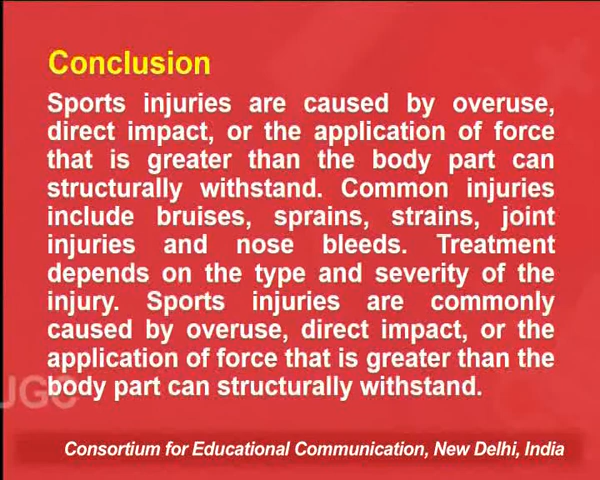 Conclusion
Sports injuries are caused by overuse,
direct impact, or the application of force
that is greater than the body part can
structurally withstand. Common injuries
include bruises, sprains, strains, joint
injuries and nose bleeds. Treatment
depends on the type and severity of the
injury. Sports injuries are commonly
caused by overuse, direct impact, or the
application of force that is greater than the
body part can structurally withstand.
UGC
Consortium for Educational Communication, New Delhi, India